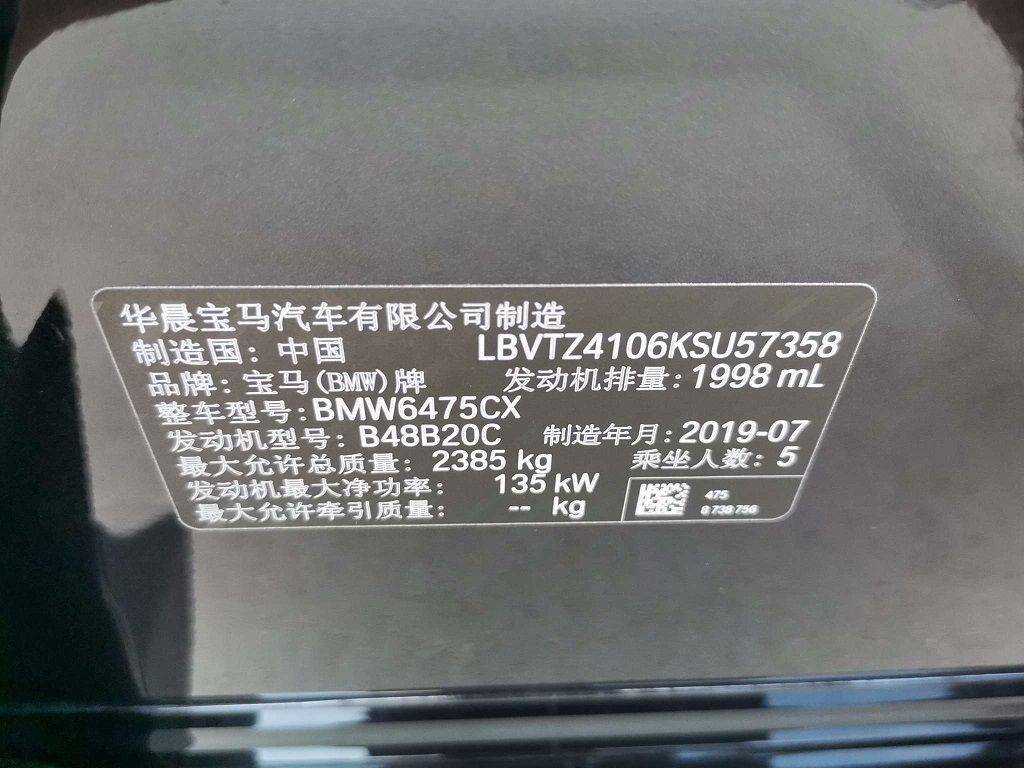 华晨宝马汽车有限公司制造
制造国: 中国 LBVTZ4106KSU57358
品牌: 宝马(BMW)牌 发动机排量: 1998 mL
整车型号: BMW6475CX
发动机型号: B48B20C 制造年月: 2019-07
最大允许总质量: 2385 kg 乘坐人数: 5
发动机最大净功率: 135 kW
最大允许牵引质量: -- kg
475
8 738 756